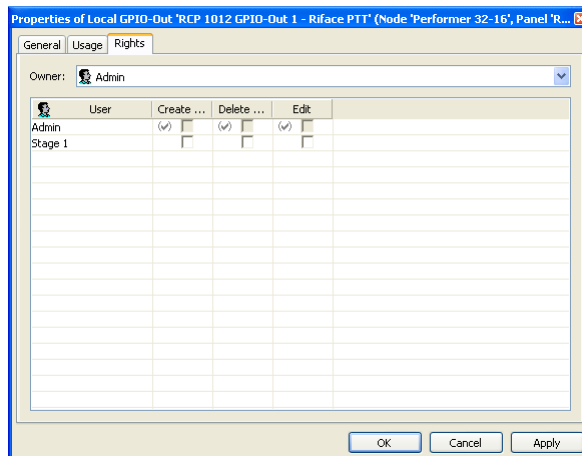 Properties of Local GPIO-Out 'RCP 1012 GPIO-Out 1 - Riface PTT' (Node 'Performer 32-16', Panel 'R...
General Usage Rights
Owner: Admin
User Create ... Delete ... Edit
Admin
Stage 1
OK Cancel Apply